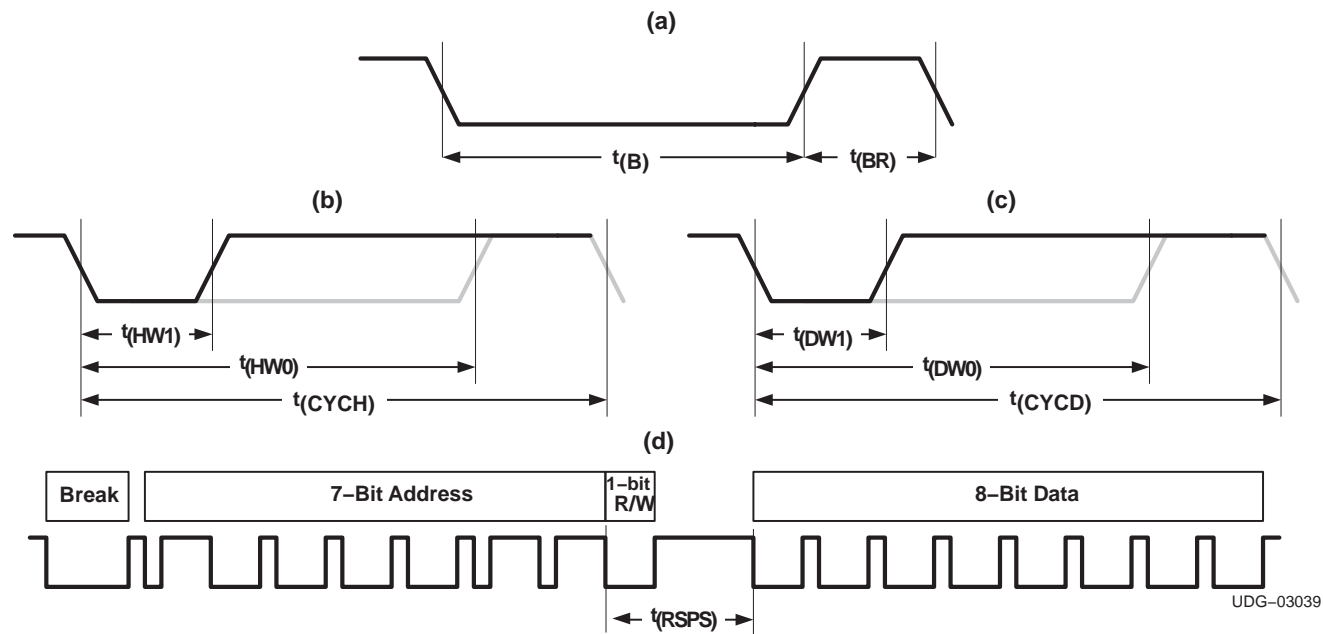 (a)
t(B)
t(BR)
(b)
(c)
t(HW1)
t(HW0)
t(CYCH)
t(DW1)
t(DW0)
t(CYCD)
(d)
Break
7–Bit Address
1–bit
R/W
8–Bit Data
t(RSPS)
UDG–03039